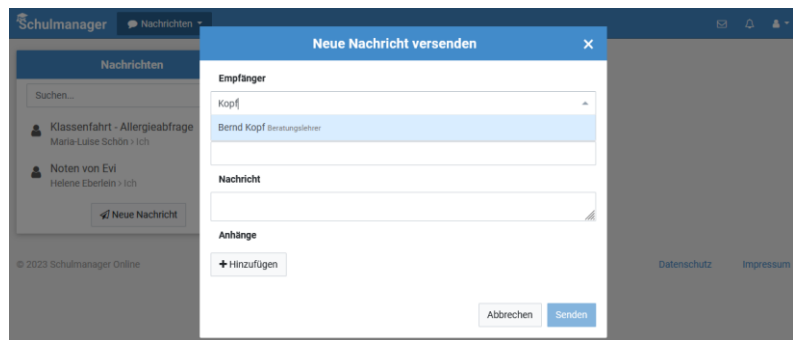 Schulmanager
Nachrichten
Neue Nachricht versenden
Nachrichten
Suchen...
Klassenfahrt - Allergieabfrage
Maria-Luise Schön > Ich
Noten von Evi
Helene Eberlein > Ich
Neue Nachricht
© 2023 Schulmanager Online
Empfänger
Kopf
Bernd Kopf Beratungslehrer
Nachricht
Anhänge
+ Hinzufügen
Abbrechen Senden
Datenschutz Impressum